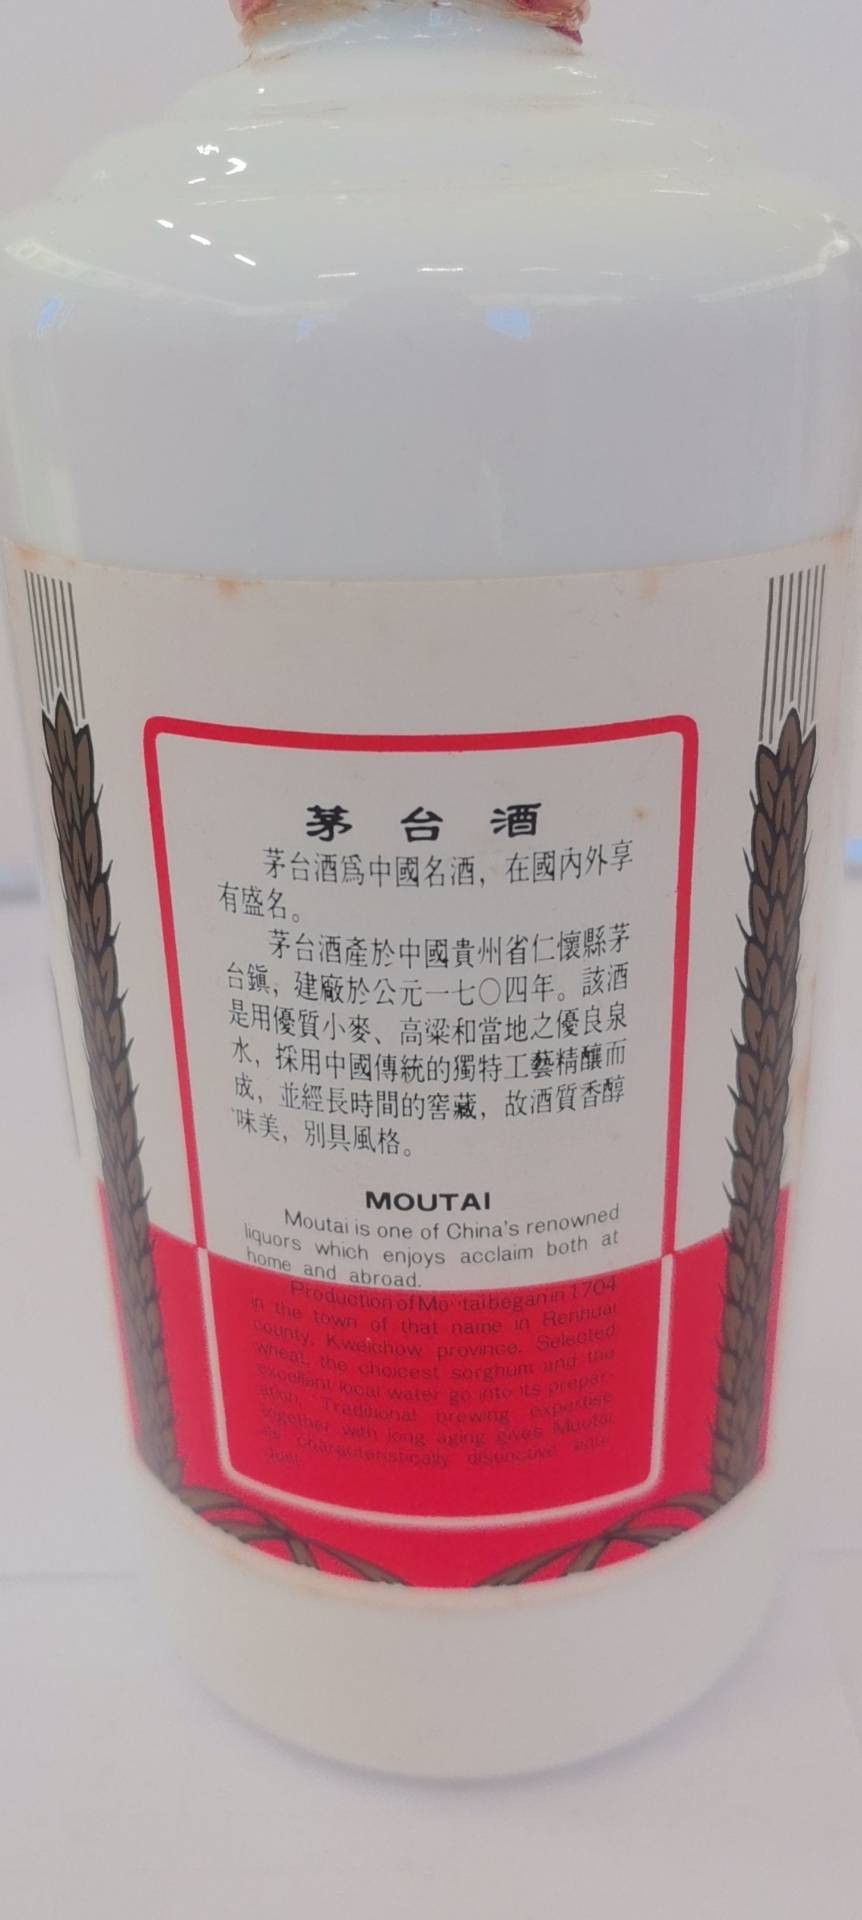 茅台酒
茅台酒爲中國名酒，在國內外享
有盛名。
茅台酒產於中國貴州省仁懷縣茅
台鎮，建廠於公元一七〇四年。該酒
是用優質小麥、高粱和當地之優良泉
水，採用中國傳統的獨特工藝精釀而
成，並經長時間的窖藏，故酒質香醇
味美，別具風格。
MOUTAI
Moutai is one of China's renowned
liquors which enjoys acclaim both at
home and abroad.
Production of Moutai began in 1704
in the town of that name in Renhuai
county, Kweichow province. Selected
wheat, the choicest sorghum and the
excellent local water go into its prepar-
ation. Traditional brewing expertise
together with long aging gives Moutai
its characteristically distinctive